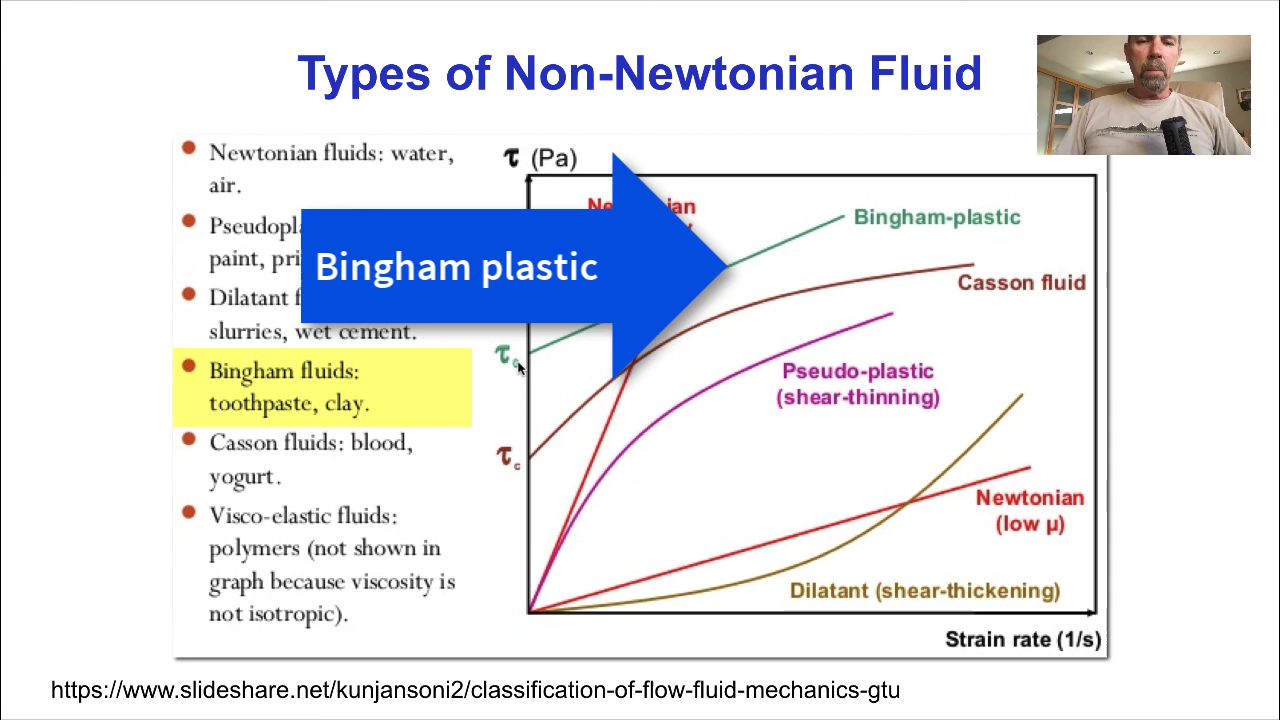 Types of Non-Newtonian Fluid
Newtonian fluids: water,
air.
paint,
Dilatant
slurries, wet cement.
Bingham fluids:
toothpaste, clay.
Casson fluids: blood,
yogurt.
Visco-elastic fluids:
polymers (not shown in
graph because viscosity is
not isotropic).
Bingham plastic
τ (Pa)
Bingham-plastic
Casson fluid
τc
Pseudo-plastic
(shear-thinning)
τc
Newtonian
(low µ)
Dilatant (shear-thickening)
Strain rate (1/s)
https://www.slideshare.net/kunjansoni2/classification-of-flow-fluid-mechanics-gtu